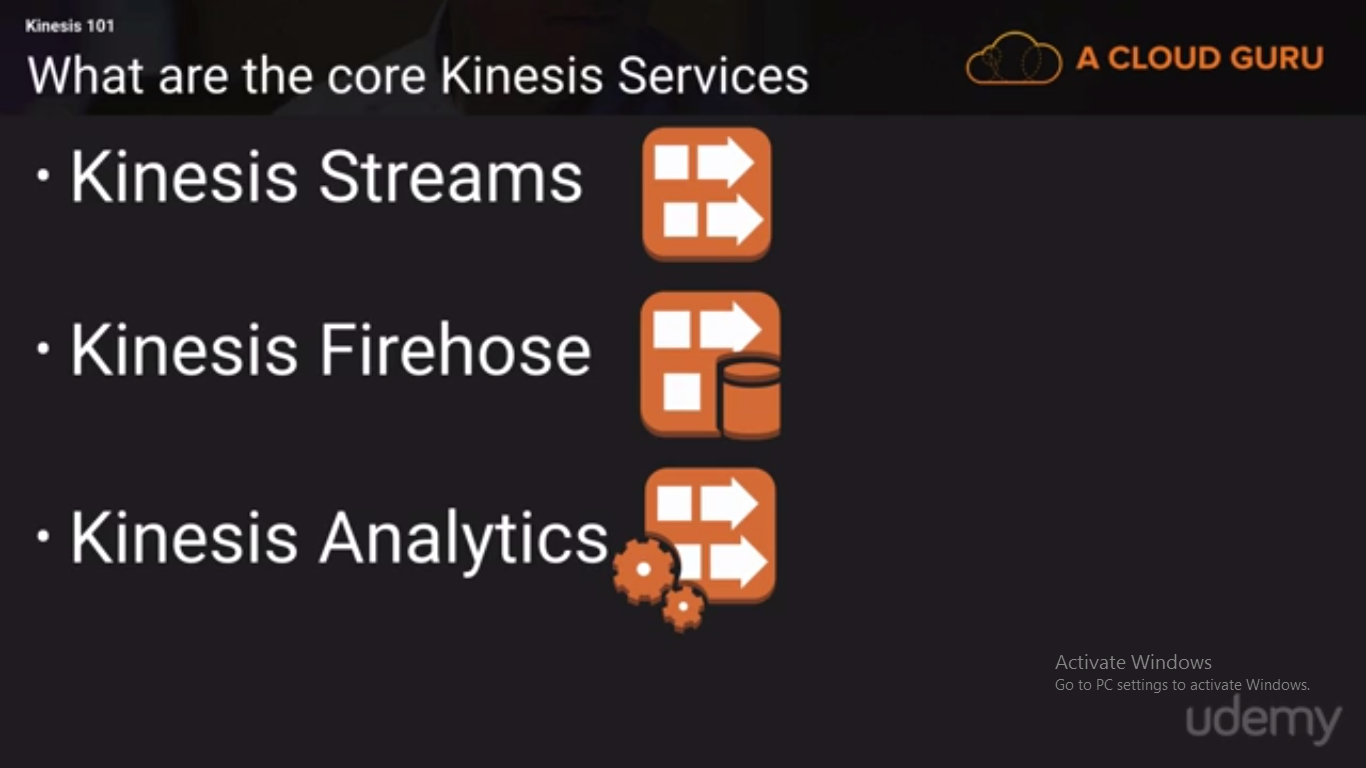 Kinesis 101
What are the core Kinesis Services
A CLOUD GURU
• Kinesis Streams
• Kinesis Firehose
• Kinesis Analytics
Activate Windows
Go to PC settings to activate Windows.
udemy